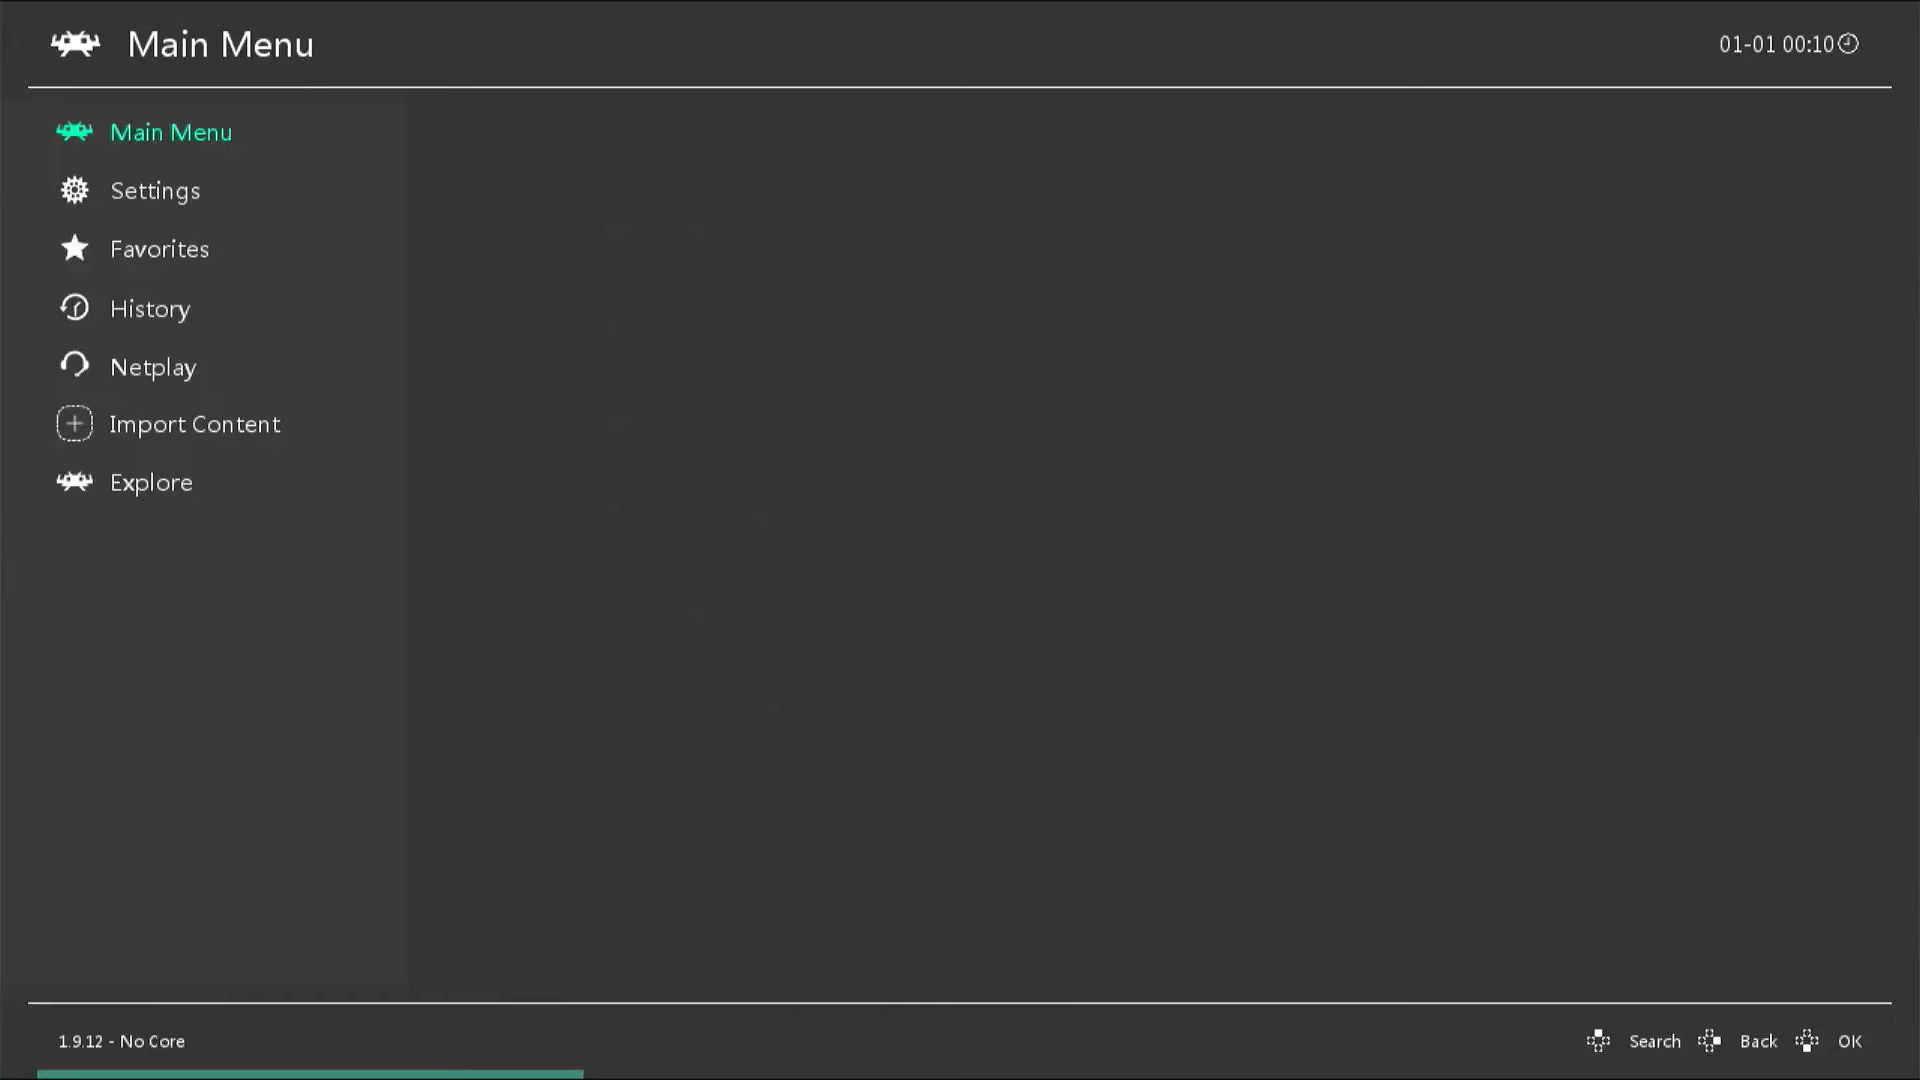 Main Menu
01-01 00:10
Main Menu
Settings
Favorites
History
Netplay
Import Content
Explore
1.9.12 - No Core
Search Back OK